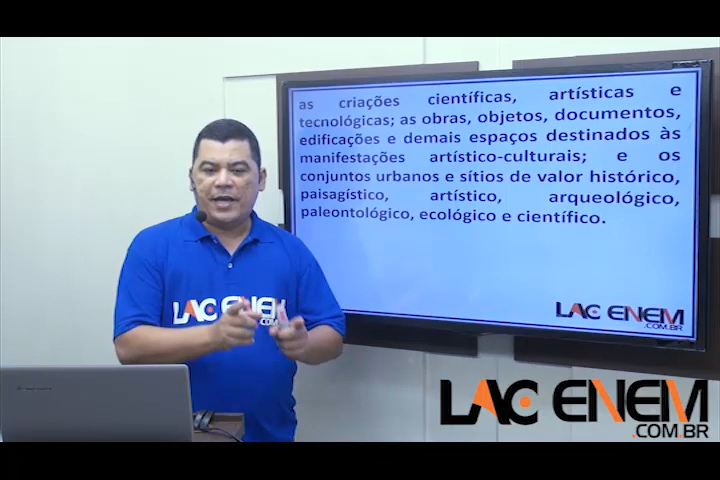 as criações científicas, artísticas e
tecnológicas; as obras, objetos, documentos,
edificações e demais espaços destinados às
manifestações artístico-culturais; e os
conjuntos urbanos e sítios de valor histórico,
paisagístico, artístico, arqueológico,
paleontológico, ecológico e científico.
LAC ENEM
.COM.BR
LAC ENEM
.COM
LAC ENEM
.COM.BR